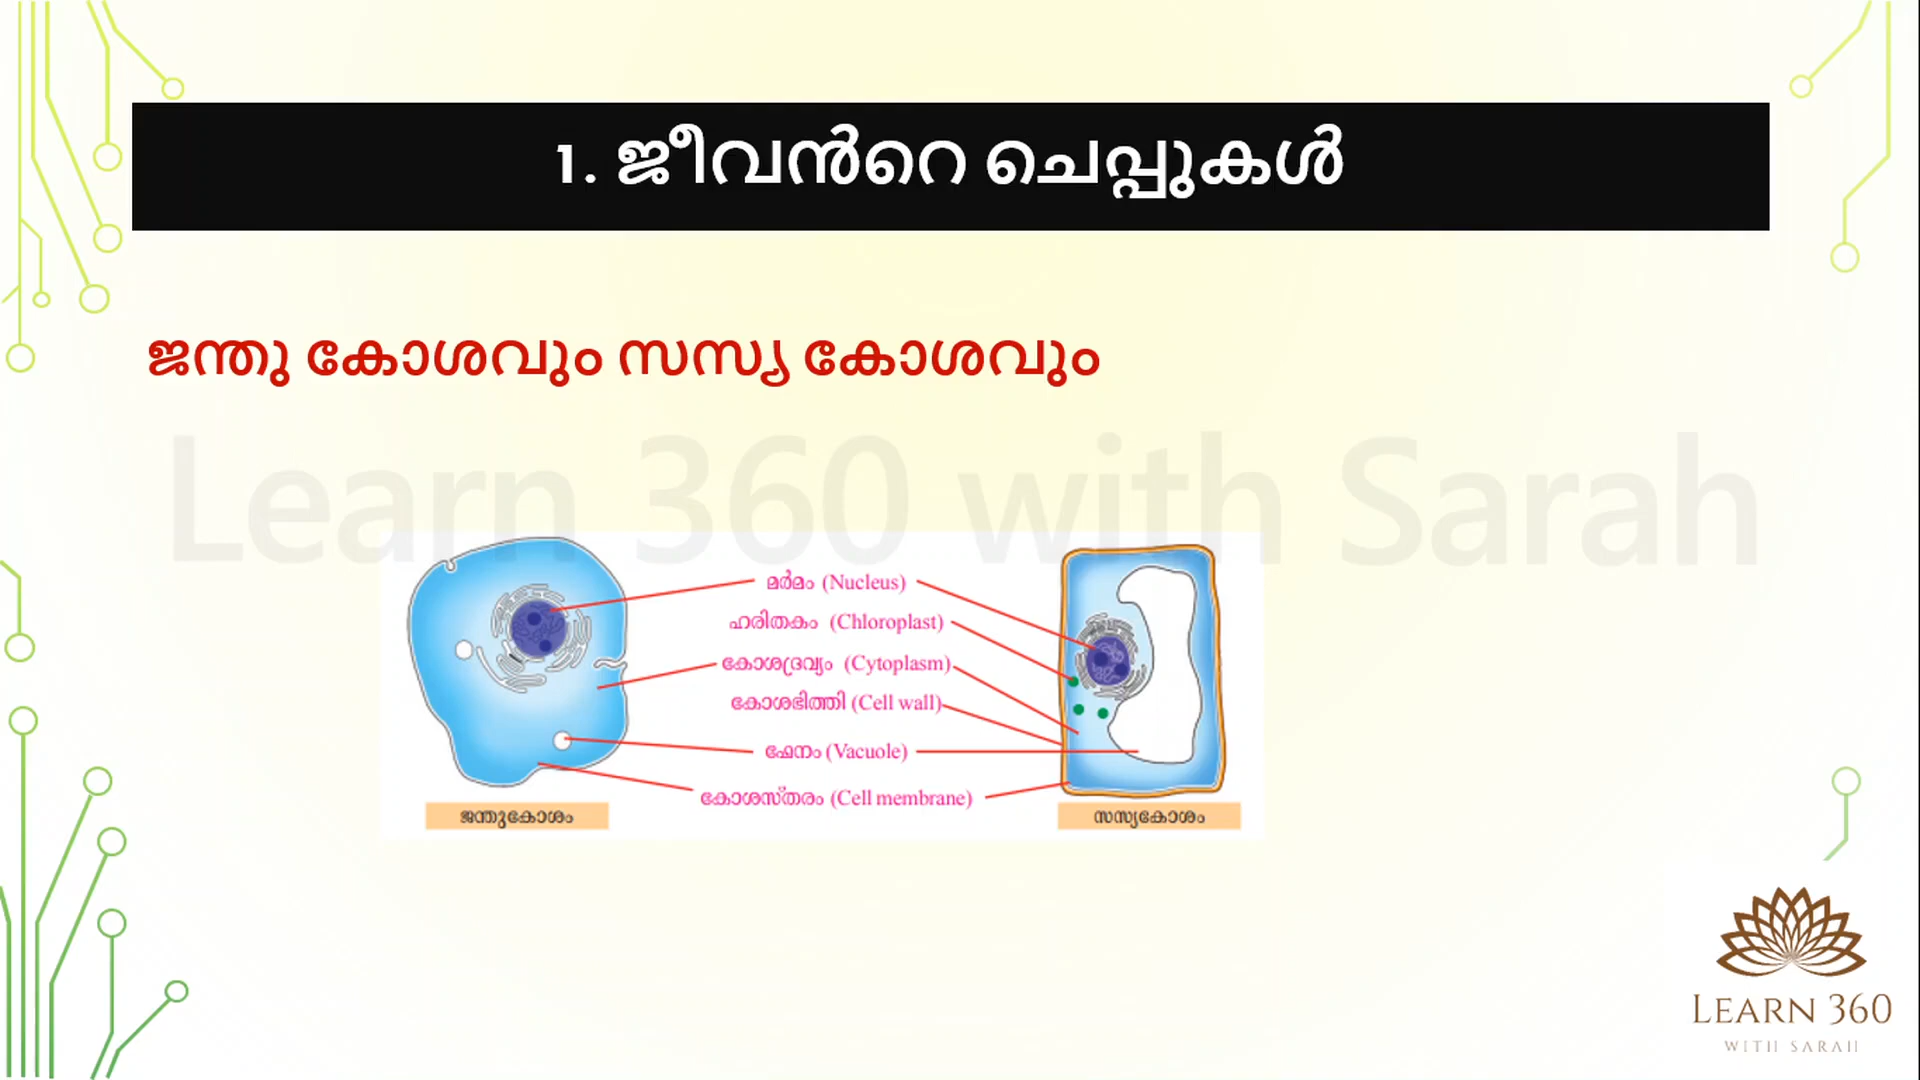 1. ജീവൻറെ ചെപ്പുകൾ
ജന്തു കോശവും സസ്യ കോശവും
Learn 360 with Sarah
മർമം (Nucleus)
ഹരിതകം (Chloroplast)
കോശദ്രവ്യം (Cytoplasm)
കോശഭിത്തി (Cell wall)
ഫേനം (Vacuole)
കോശസ്തരം (Cell membrane)
ജന്തുകോശം
സസ്യകോശം
LEARN 360
WITH SARAH